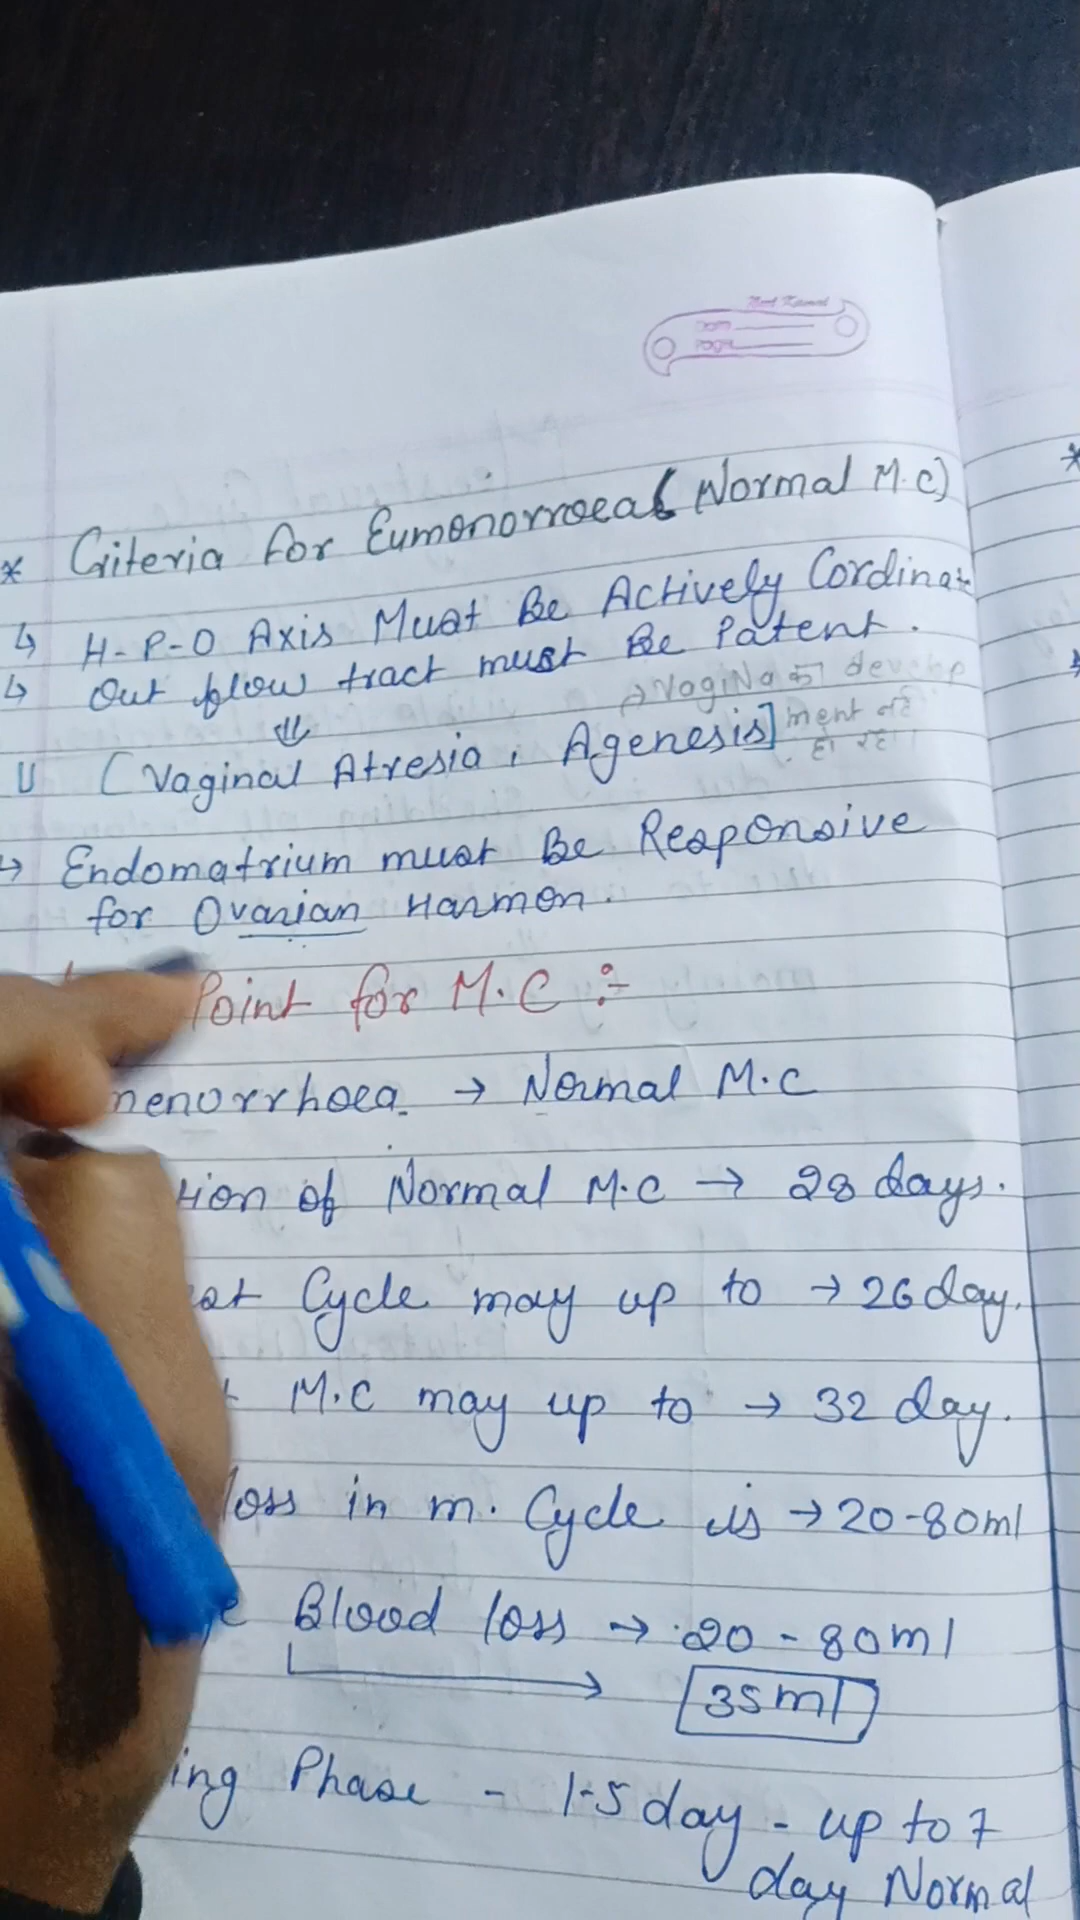 * Criteria for Eumonorroea (Normal M.C)
↳ H-P-O Axis Must Be Actively Cordinat
↳ Out flow tract must Be Patent.
→ Vagina का develop
ment नहीं
हो रहा
[Vaginal Atresia, Agenesis]
→ Endomatrium must Be Responsive
for Ovarian Harmon.
Point for M.C :-
menorrhoea → Normal M.C
tion of Normal M.C → 28 days.
st Cycle may up to → 26 day.
t M.C may up to → 32 day.
loss in m. Cycle is → 20-80ml
e Blood loss → 20 - 80ml
35ml
ing Phase - 1-5 day - up to 7
day Normal